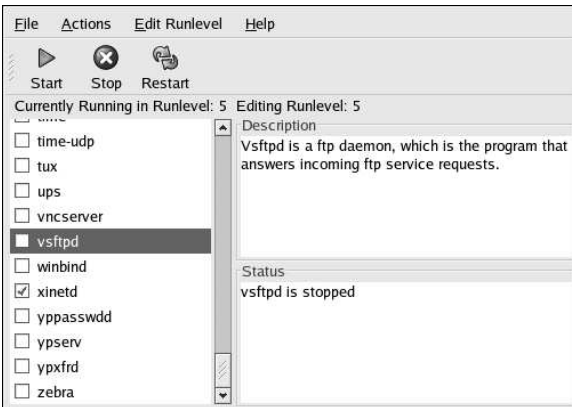 File Actions Edit Runlevel Help
Start Stop Restart
Currently Running in Runlevel: 5 Editing Runlevel: 5
time-udp
tux
ups
vncserver
vsftpd
winbind
xinetd
yppasswdd
ypserv
ypxfrd
zebra
Description
Vsftpd is a ftp daemon, which is the program that
answers incoming ftp service requests.
Status
vsftpd is stopped